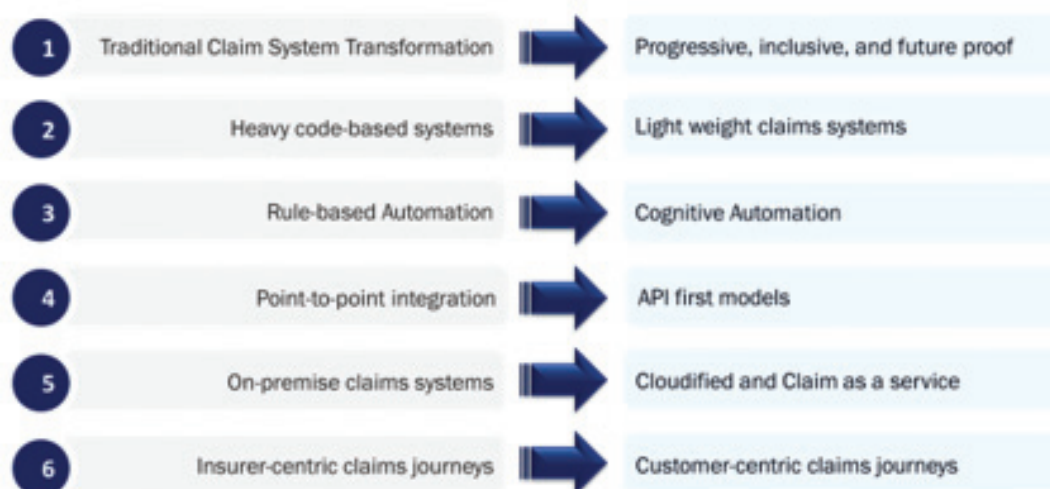 1 Traditional Claim System Transformation Progressive, inclusive, and future proof
2 Heavy code-based systems Light weight claims systems
3 Rule-based Automation Cognitive Automation
4 Point-to-point integration API first models
5 On-premise claims systems Cloudified and Claim as a service
6 Insurer-centric claims journeys Customer-centric claims journeys